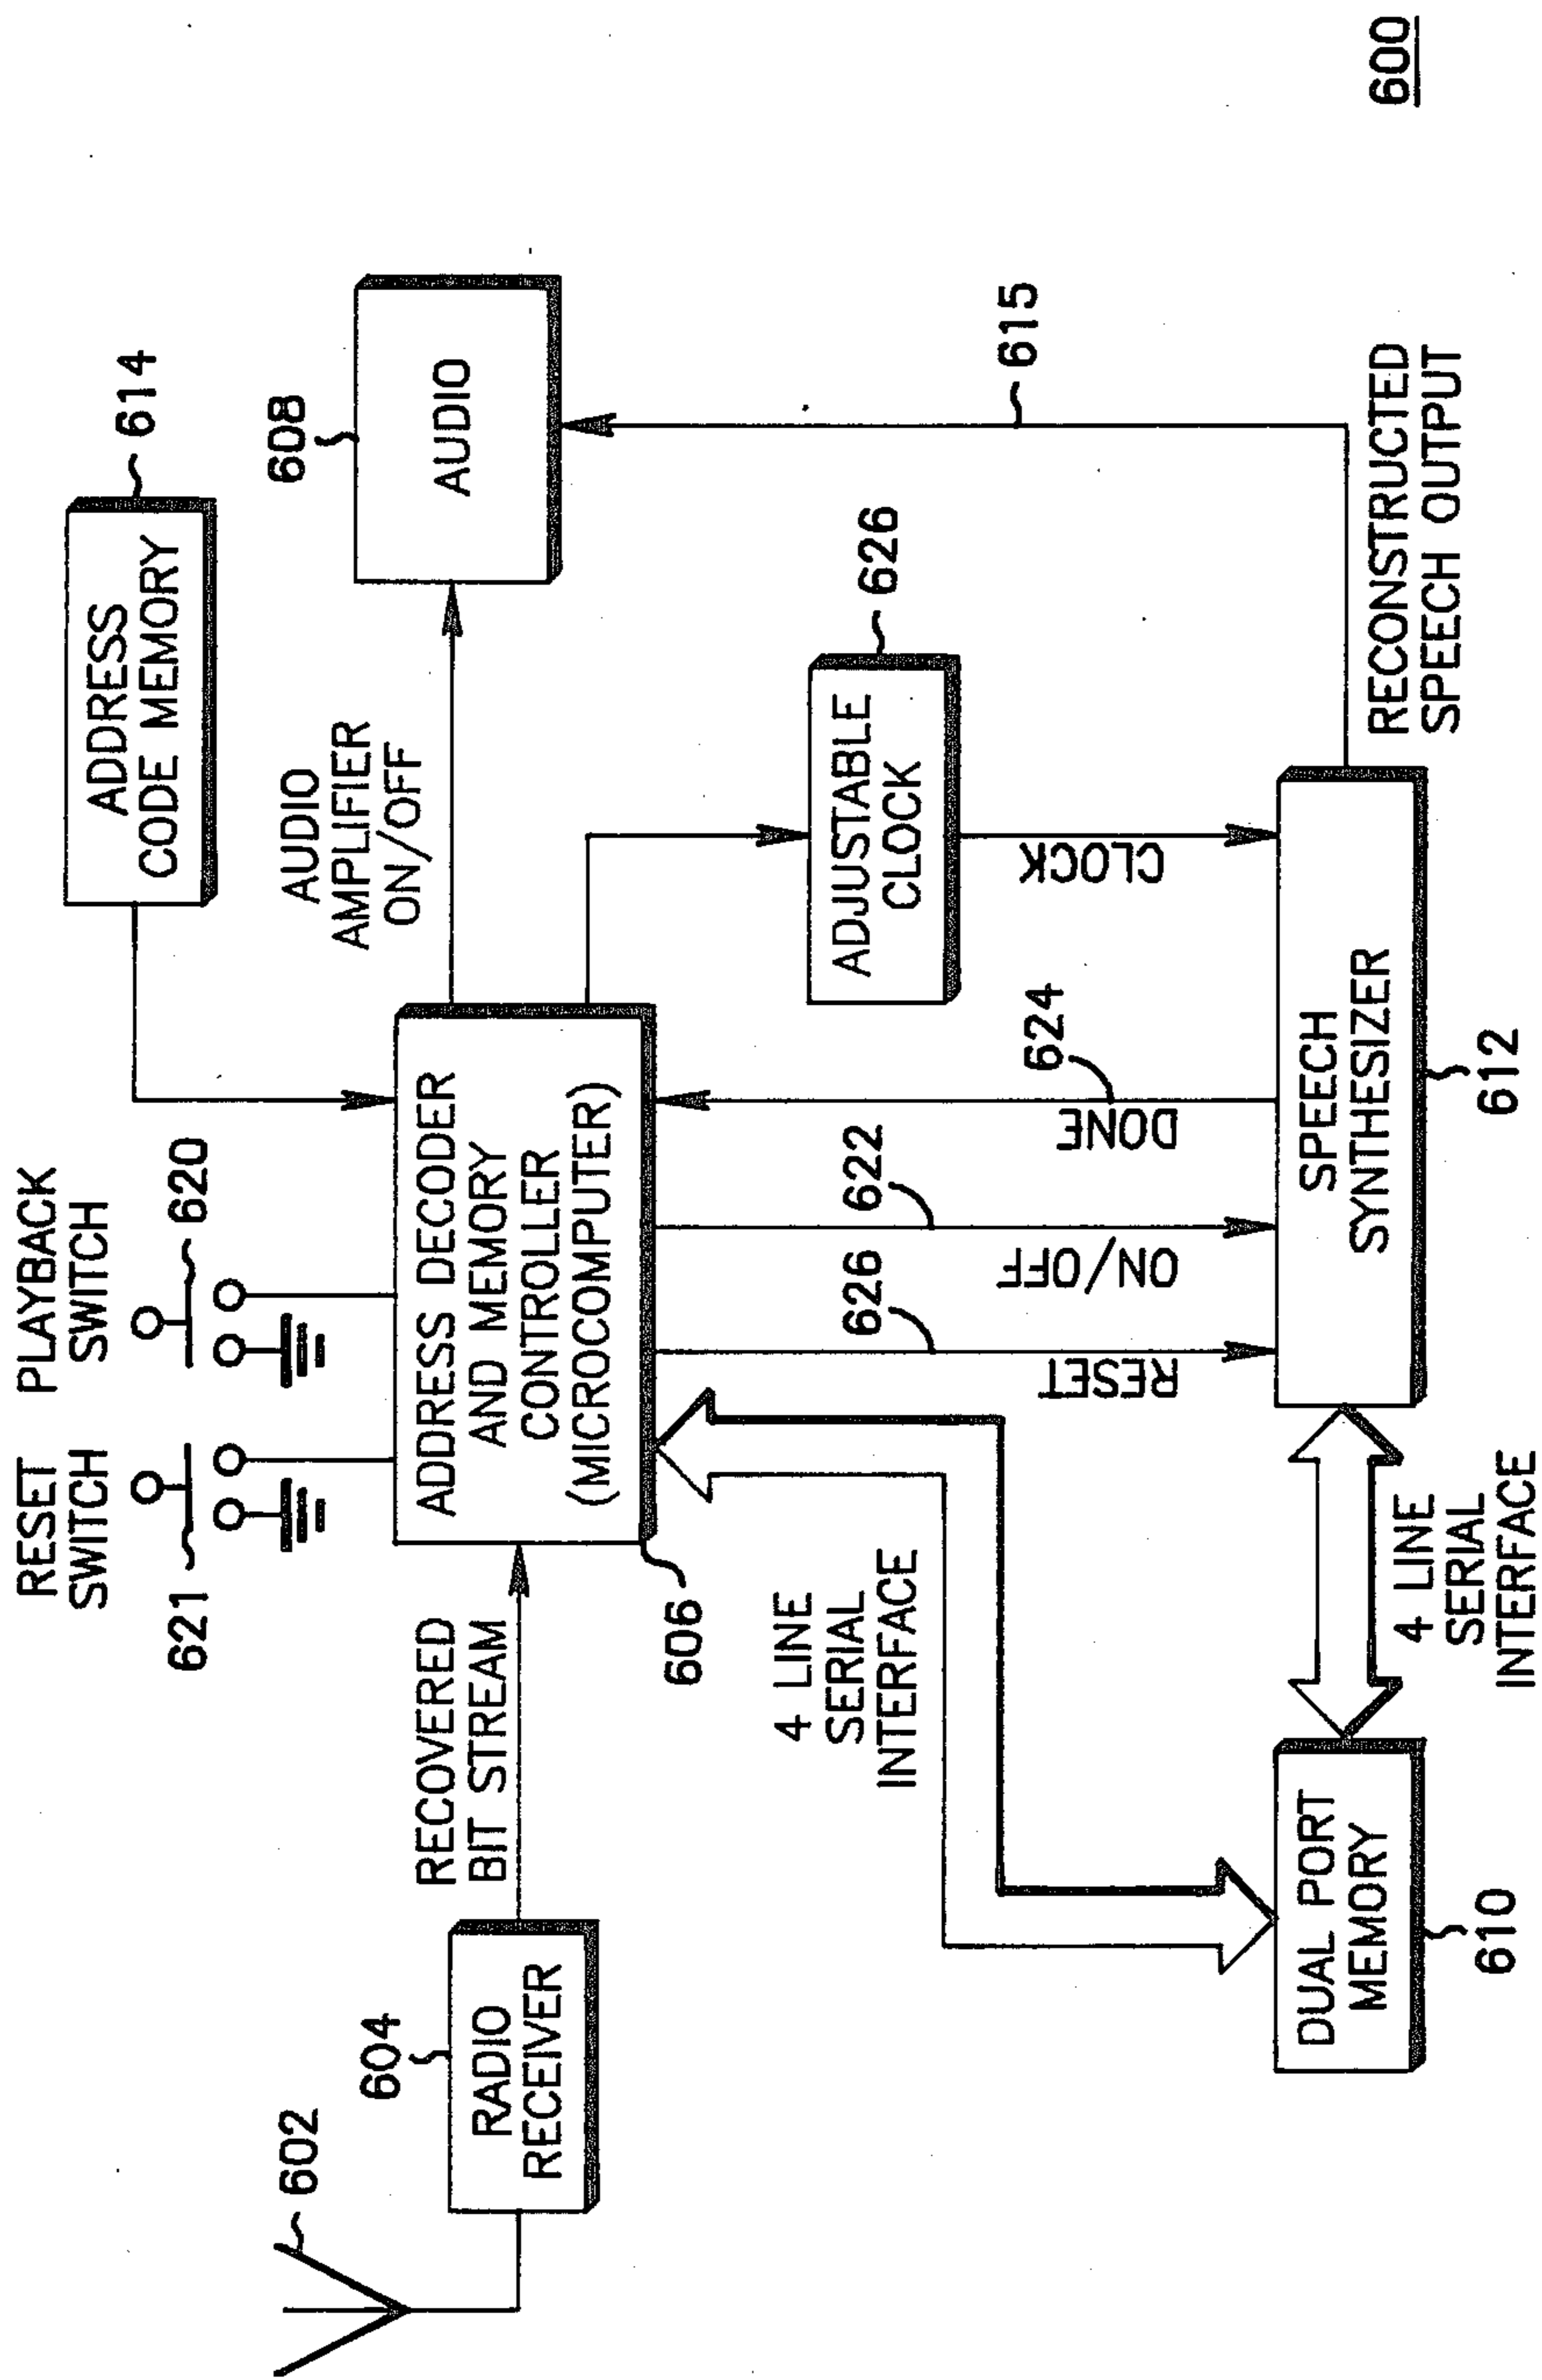 RESET
SWITCH
621
PLAYBACK
SWITCH
620
ADDRESS
CODE MEMORY
614
602
604
RADIO
RECEIVER
RECOVERED
BIT STREAM
ADDRESS DECODER
AND MEMORY
CONTROLLER
(MICROCOMPUTER)
606
AUDIO
AMPLIFIER
ON/OFF
608
AUDIO
4 LINE
SERIAL
INTERFACE
626
RESET
622
ON/OFF
624
DONE
ADJUSTABLE
CLOCK
626
CLOCK
615
DUAL PORT
MEMORY
610
4 LINE
SERIAL
INTERFACE
SPEECH
SYNTHESIZER
612
RECONSTRUCTED
SPEECH OUTPUT
600